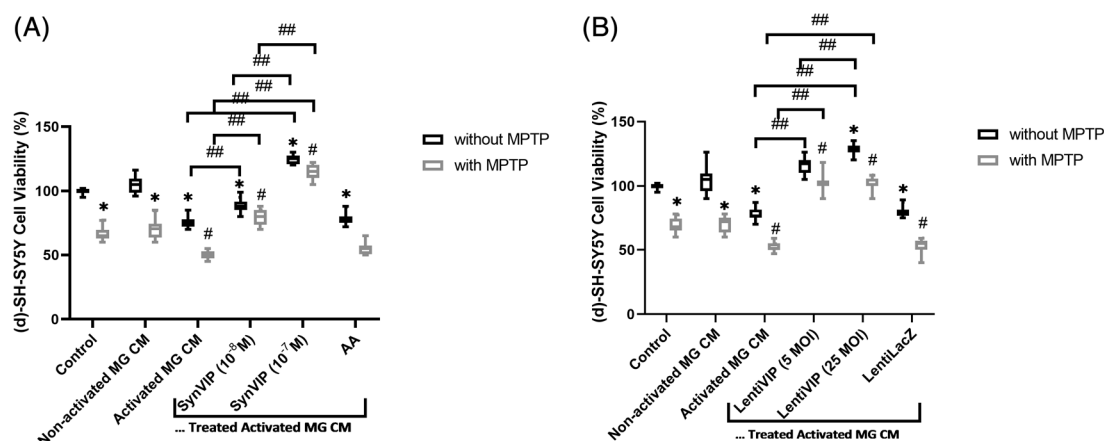 (A)
##
##
##
##
##
##
(d)-SH-SY5Y Cell Viability (%)
150
100
50
0
* * * # * # * # *
without MPTP
with MPTP
Control
Non-activated MG CM
Activated MG CM
SynVIP (10⁻⁸M)
SynVIP (10⁻⁷M)
AA
... Treated Activated MG CM
(B)
##
##
##
##
##
(d)-SH-SY5Y Cell Viability (%)
150
100
50
0
* * * # # * # * #
without MPTP
with MPTP
Control
Non-activated MG CM
Activated MG CM
LentiVIP (5 MOI)
LentiVIP (25 MOI)
LentiLacZ
... Treated Activated MG CM